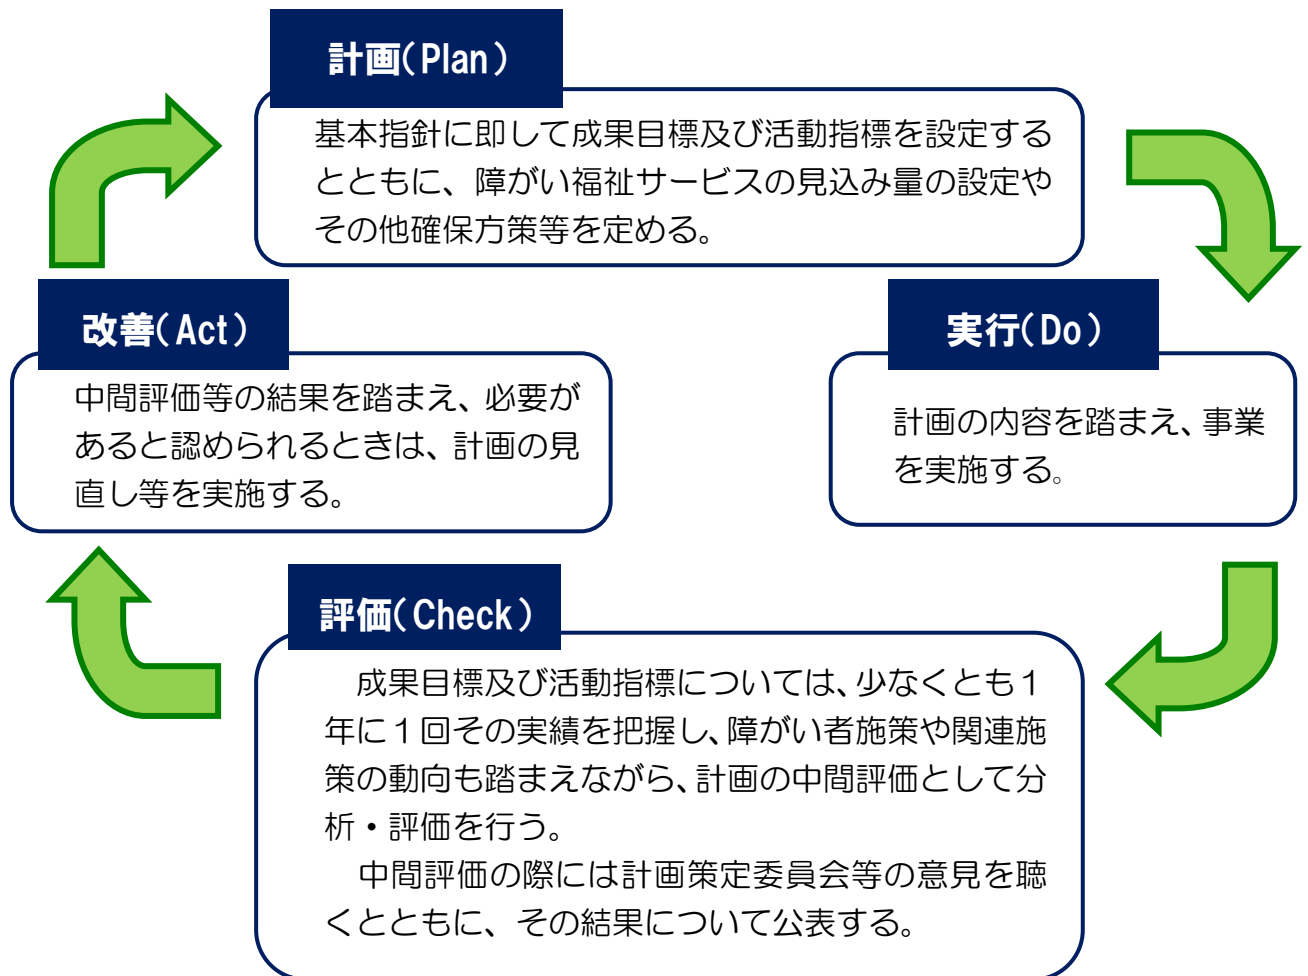 計画(Plan)
基本指針に即して成果目標及び活動指標を設定する
とともに、障がい福祉サービスの見込み量の設定や
その他確保方策等を定める。
改善(Act)
中間評価等の結果を踏まえ、必要が
あると認められるときは、計画の見
直し等を実施する。
実行(Do)
計画の内容を踏まえ、事業
を実施する。
評価(Check)
　成果目標及び活動指標については、少なくとも１
年に１回その実績を把握し、障がい者施策や関連施
策の動向も踏まえながら、計画の中間評価として分
析・評価を行う。
　中間評価の際には計画策定委員会等の意見を聴
くとともに、その結果について公表する。